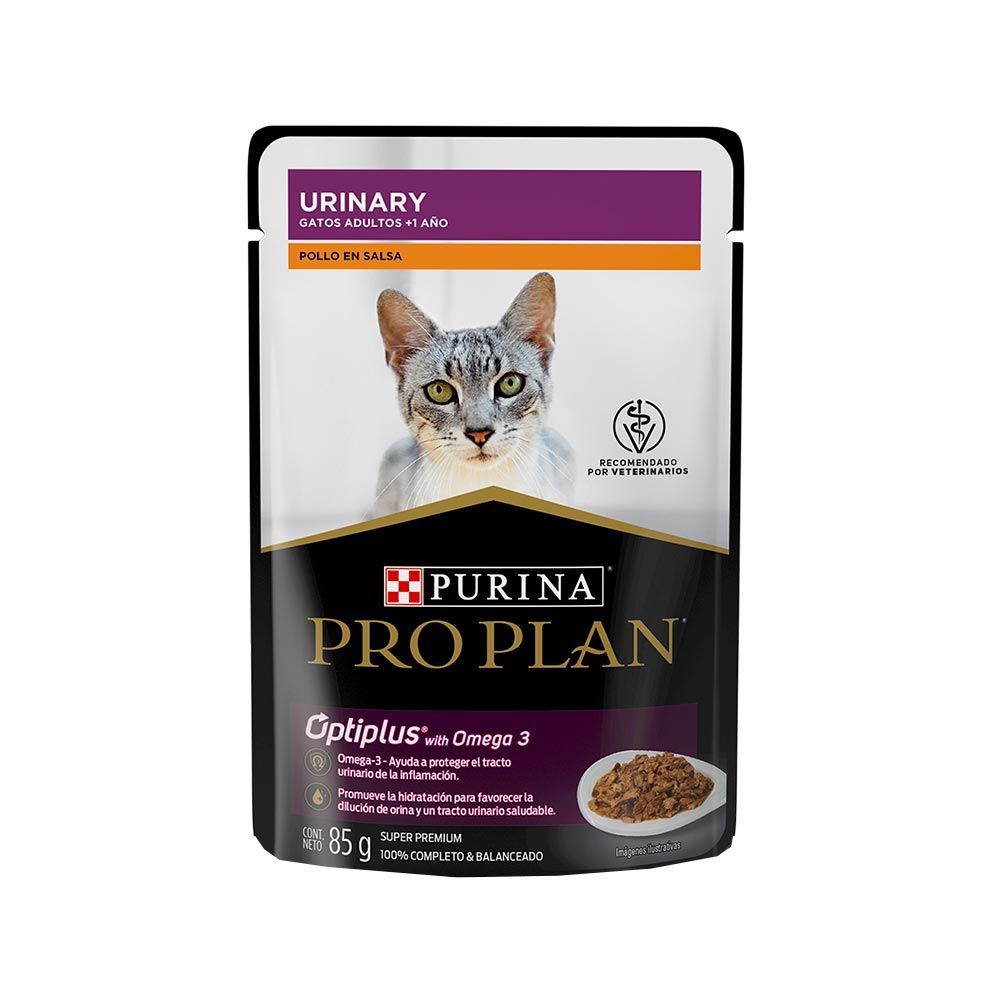 URINARY
GATOS ADULTOS +1 AÑO
POLLO EN SALSA
RECOMENDADO
POR VETERINARIOS
PURINA®
PRO PLAN®
Optiplus® with Omega 3
Omega-3 - Ayuda a proteger el tracto
urinario de la inflamación.
Promueve la hidratación para favorecer la
dilución de orina y un tracto urinario saludable.
CONT.
NETO 85 g
SUPER PREMIUM
100% COMPLETO & BALANCEADO
Imágenes ilustrativas